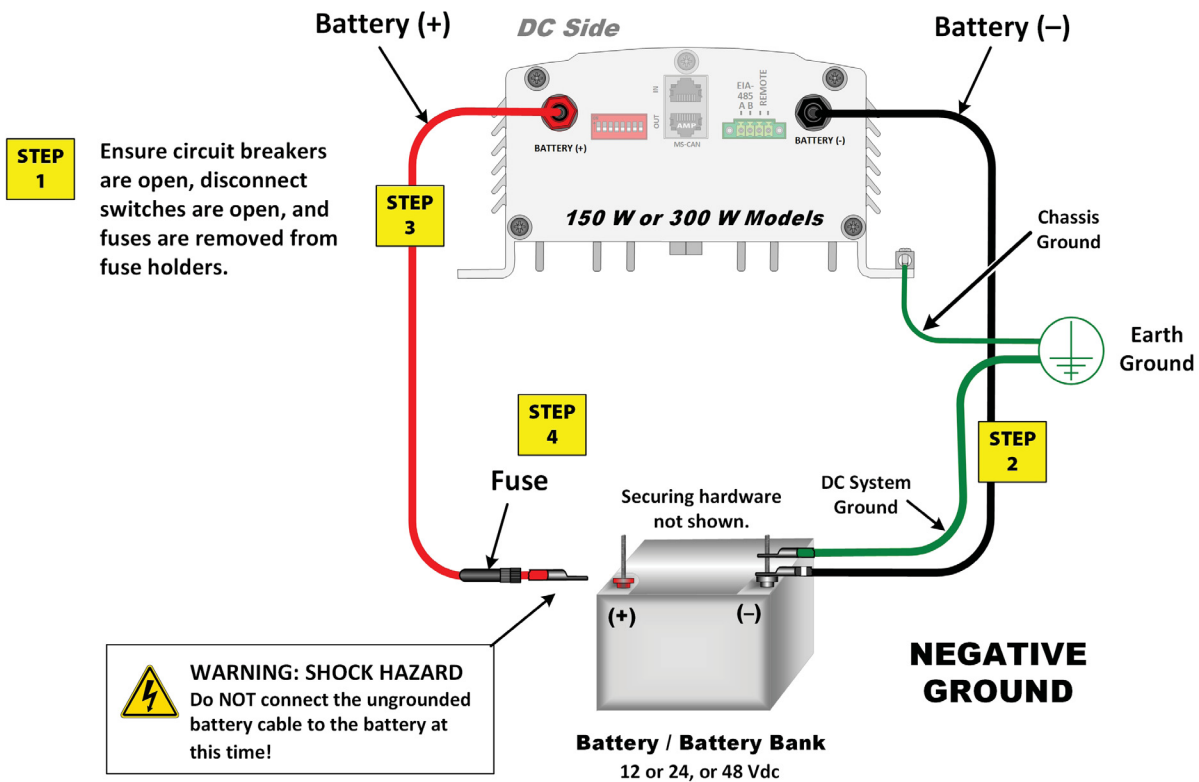 Battery (+)
DC Side
Battery (–)
STEP
1
Ensure circuit breakers
are open, disconnect
switches are open, and
fuses are removed from
fuse holders.
IN
OUT
AMP
MS-CAN
EIA-
485
A B
REMOTE
BATTERY (+)
BATTERY (-)
150 W or 300 W Models
STEP
3
Chassis
Ground
Earth
Ground
STEP
4
STEP
2
Fuse
Securing hardware
not shown.
DC System
Ground
(+)
(–)
WARNING: SHOCK HAZARD
Do NOT connect the ungrounded
battery cable to the battery at
this time!
NEGATIVE
GROUND
Battery / Battery Bank
12 or 24, or 48 Vdc